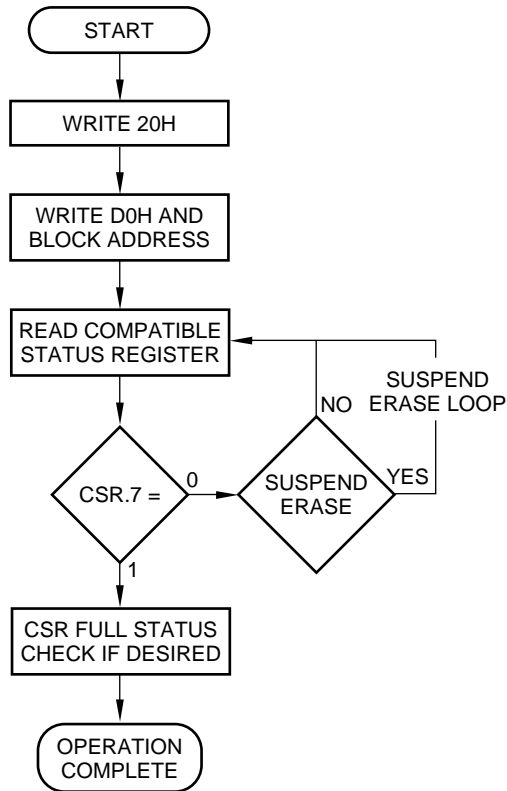 START
WRITE 20H
WRITE D0H AND
BLOCK ADDRESS
READ COMPATIBLE
STATUS REGISTER
SUSPEND
ERASE LOOP
NO
CSR.7 =
0
SUSPEND
ERASE
YES
1
CSR FULL STATUS
CHECK IF DESIRED
OPERATION
COMPLETE